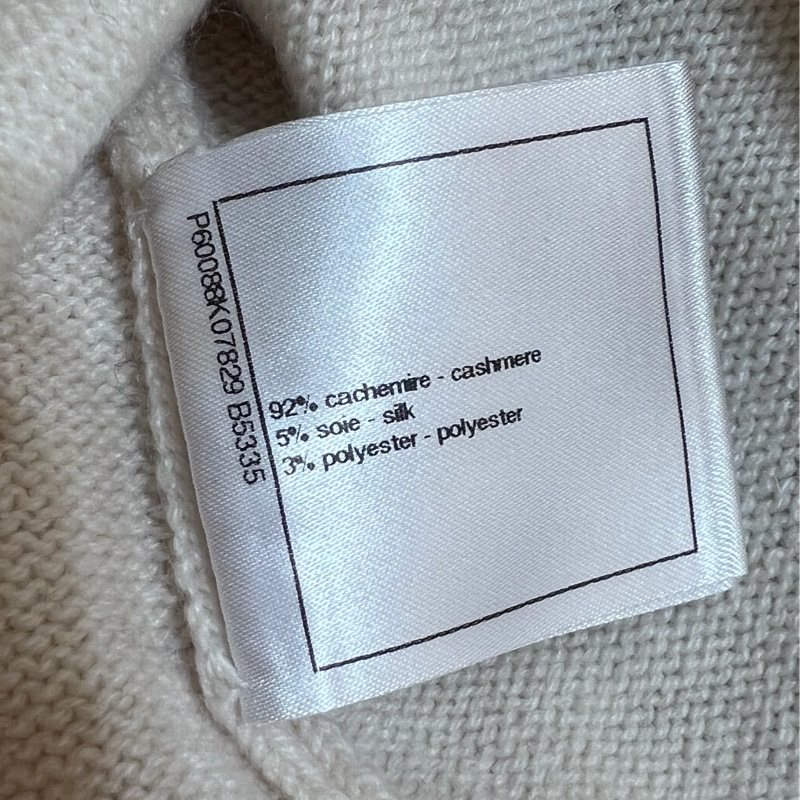 P60088K07829 B5335
92% cachemire - cashmere
5% soie - silk
3% polyester - polyester